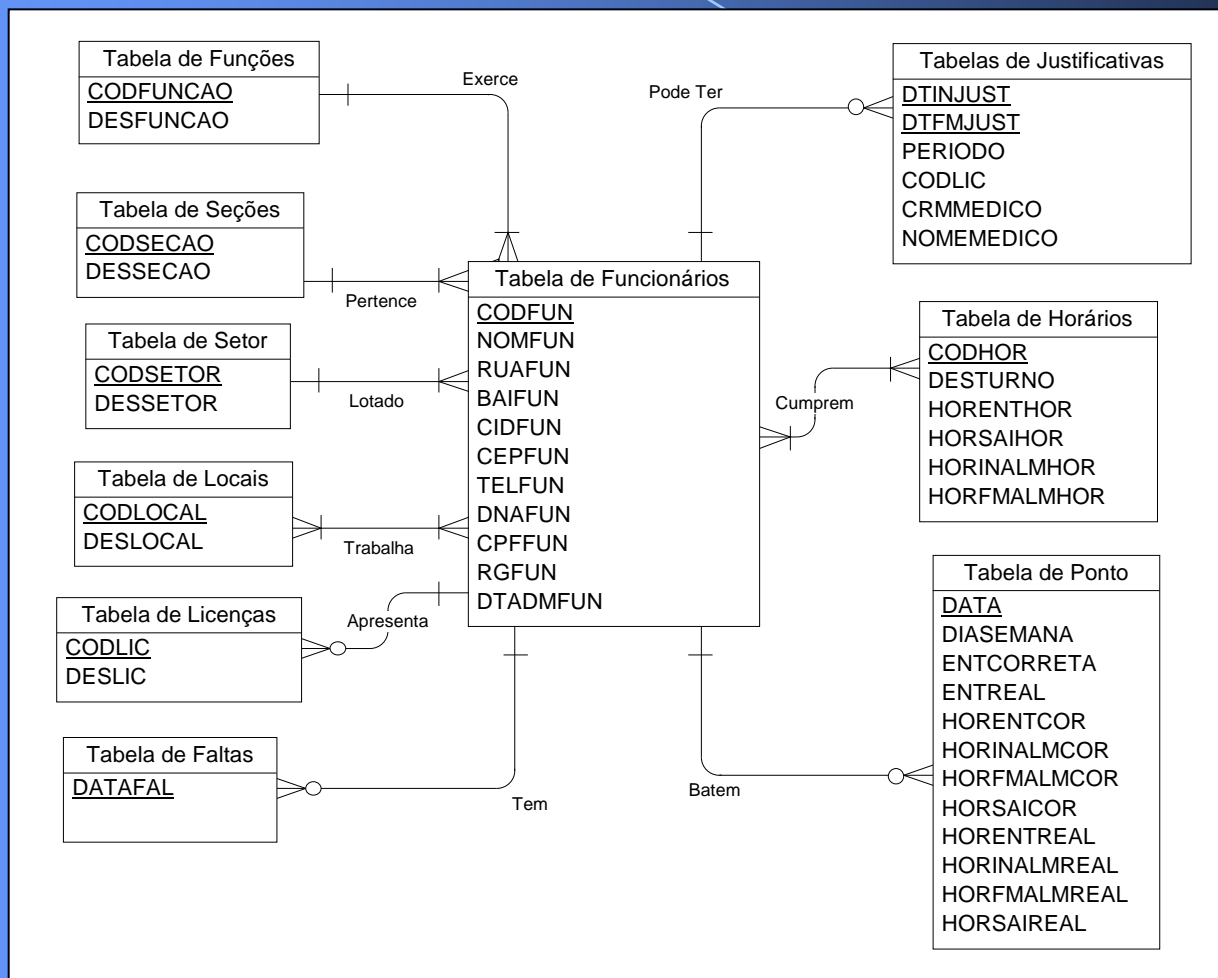 Tabela de Funções
CODFUNCAO
DESFUNCAO
Exerce
Tabela de Seções
CODSECAO
DESSECAO
Pertence
Tabela de Setor
CODSETOR
DESSETOR
Lotado
Tabela de Locais
CODLOCAL
DESLOCAL
Trabalha
Tabela de Licenças
CODLIC
DESLIC
Apresenta
Tabela de Faltas
DATAFAL
Tem
Tabela de Funcionários
CODFUN
NOMFUN
RUAFUN
BAIFUN
CIDFUN
CEPFUN
TELFUN
DNAFUN
CPFFUN
RGFUN
DTADMFUN
Pode Ter
Tabelas de Justificativas
DTINJUST
DTFMJUST
PERIODO
CODLIC
CRMMEDICO
NOMEMEDICO
Cumprem
Tabela de Horários
CODHOR
DESTURNO
HORENTHOR
HORSAIHOR
HORINALMHOR
HORFMALMHOR
Batem
Tabela de Ponto
DATA
DIASEMANA
ENTCORRETA
ENTREAL
HORENTCOR
HORINALMCOR
HORFMALMCOR
HORSAICOR
HORENTREAL
HORINALMREAL
HORFMALMREAL
HORSAIREAL